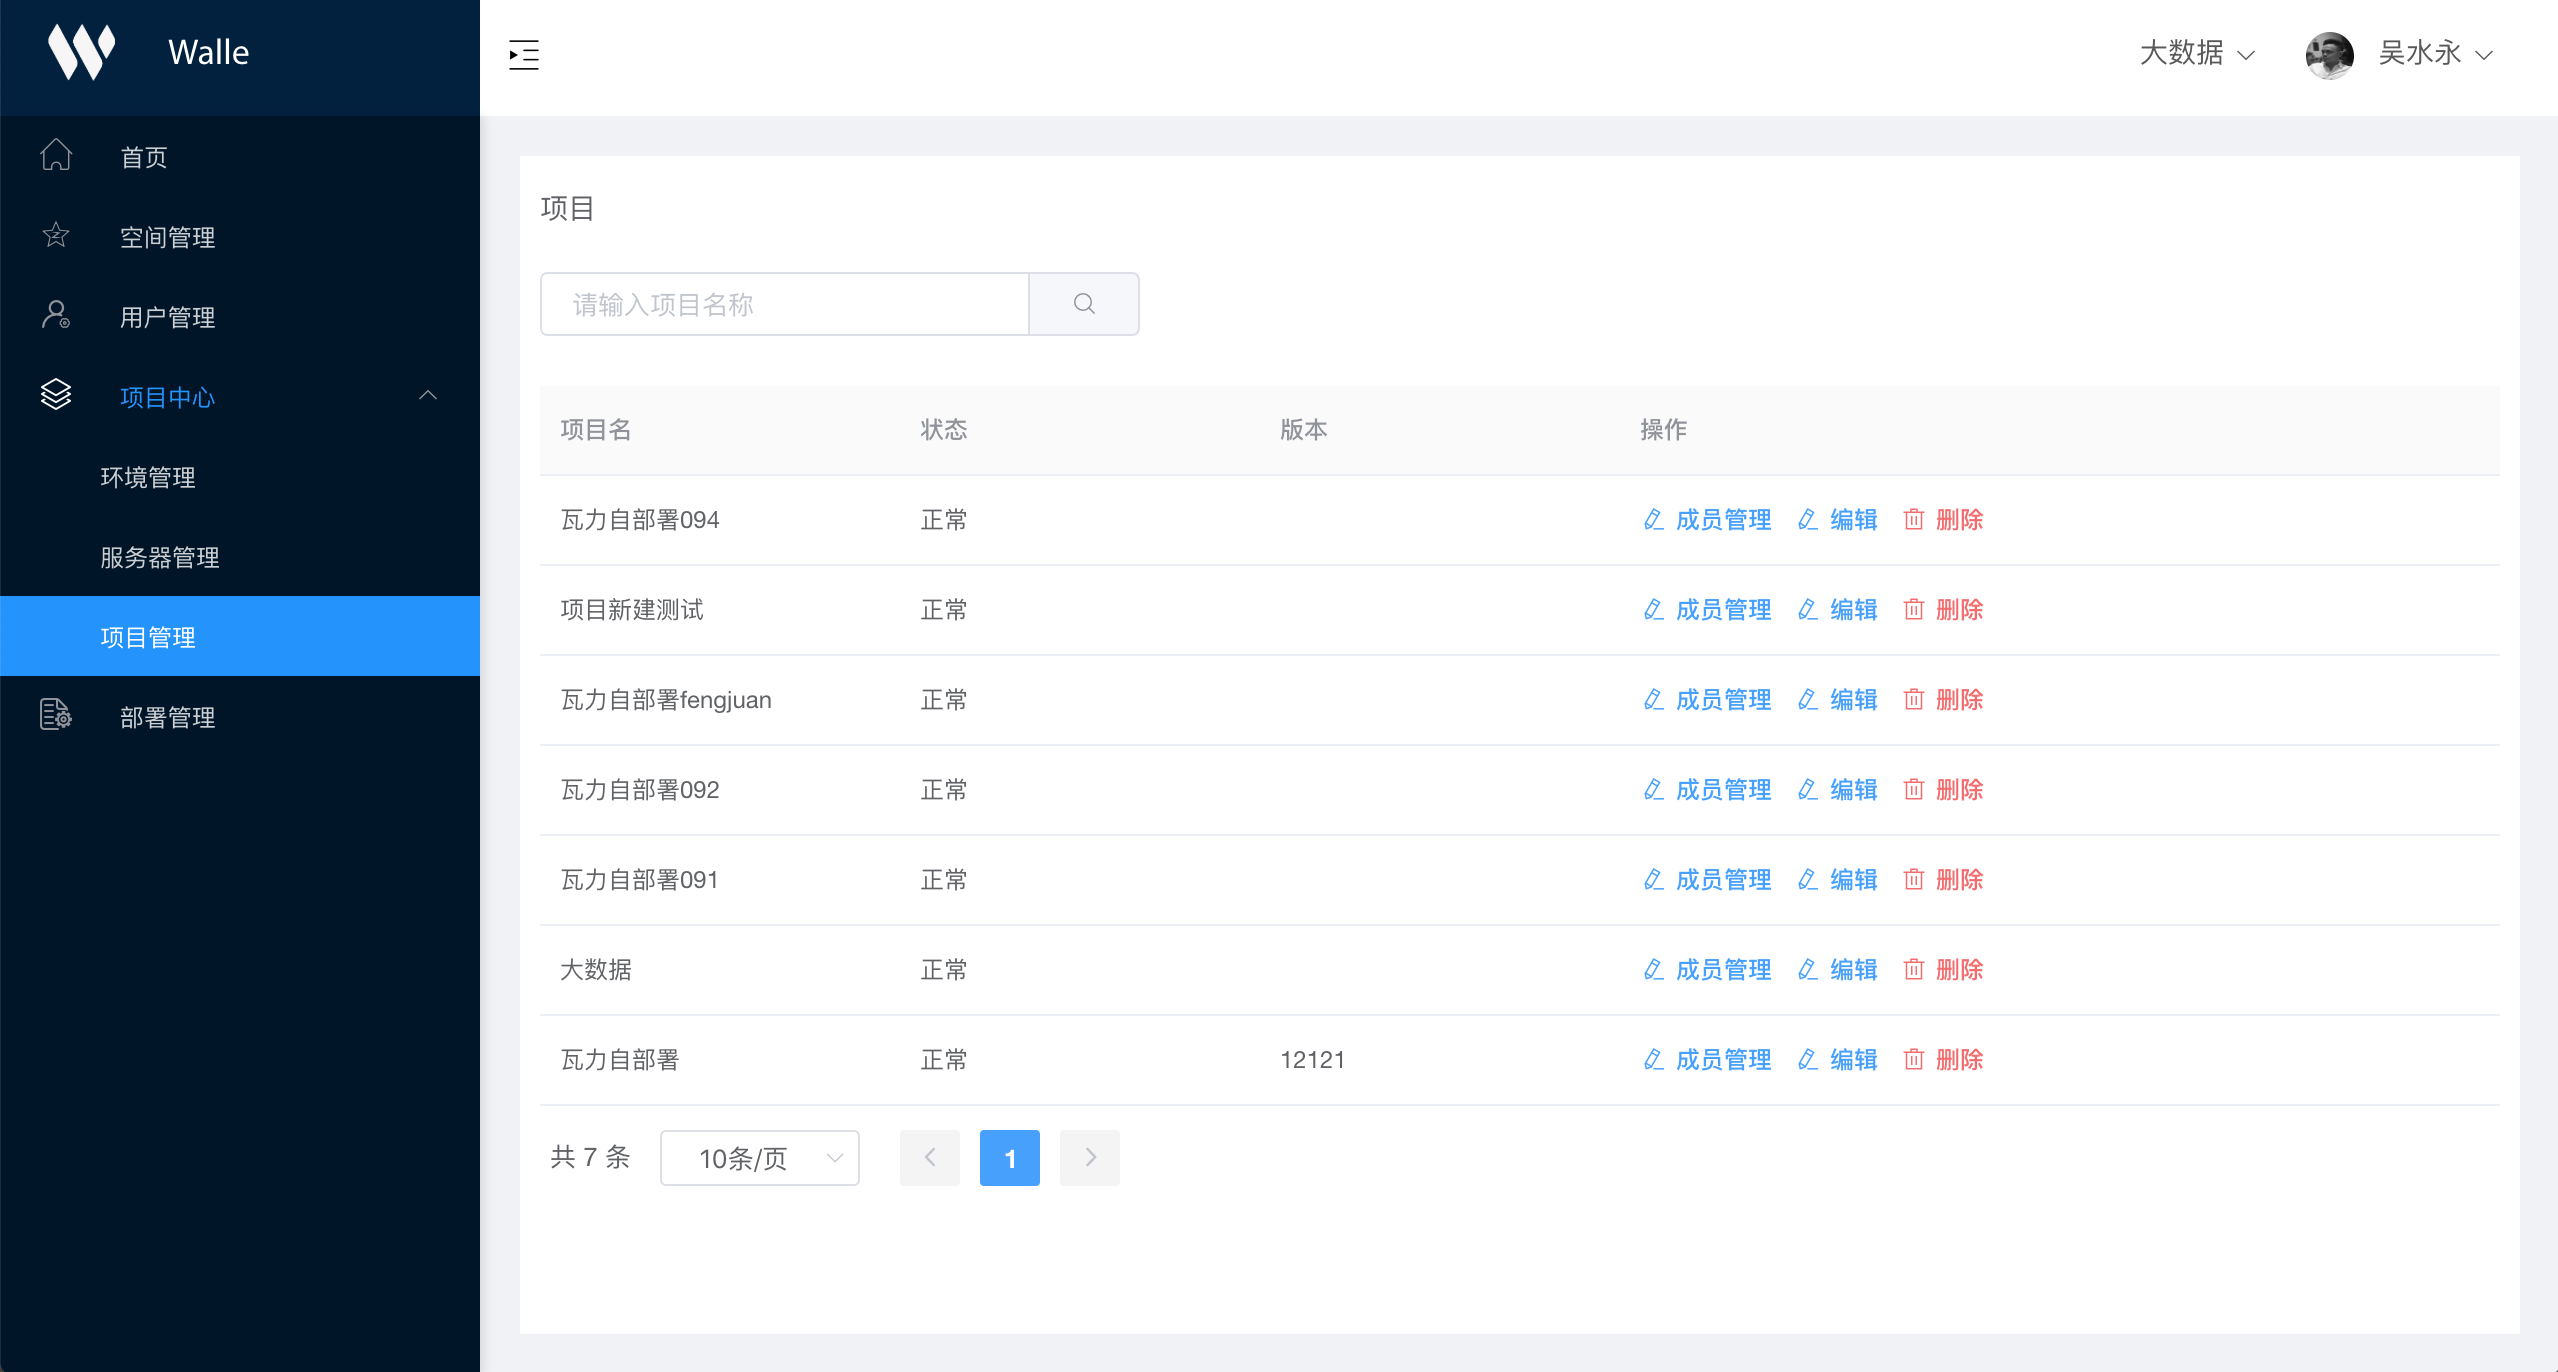 Walle
大数据
吴水永
首页
空间管理
用户管理
项目中心
环境管理
服务器管理
项目管理
部署管理
项目
请输入项目名称
项目名 状态 版本 操作
瓦力自部署094 正常 成员管理 编辑 删除
项目新建测试 正常 成员管理 编辑 删除
瓦力自部署fengjuan 正常 成员管理 编辑 删除
瓦力自部署092 正常 成员管理 编辑 删除
瓦力自部署091 正常 成员管理 编辑 删除
大数据 正常 成员管理 编辑 删除
瓦力自部署 正常 12121 成员管理 编辑 删除
共 7 条 10条/页 1